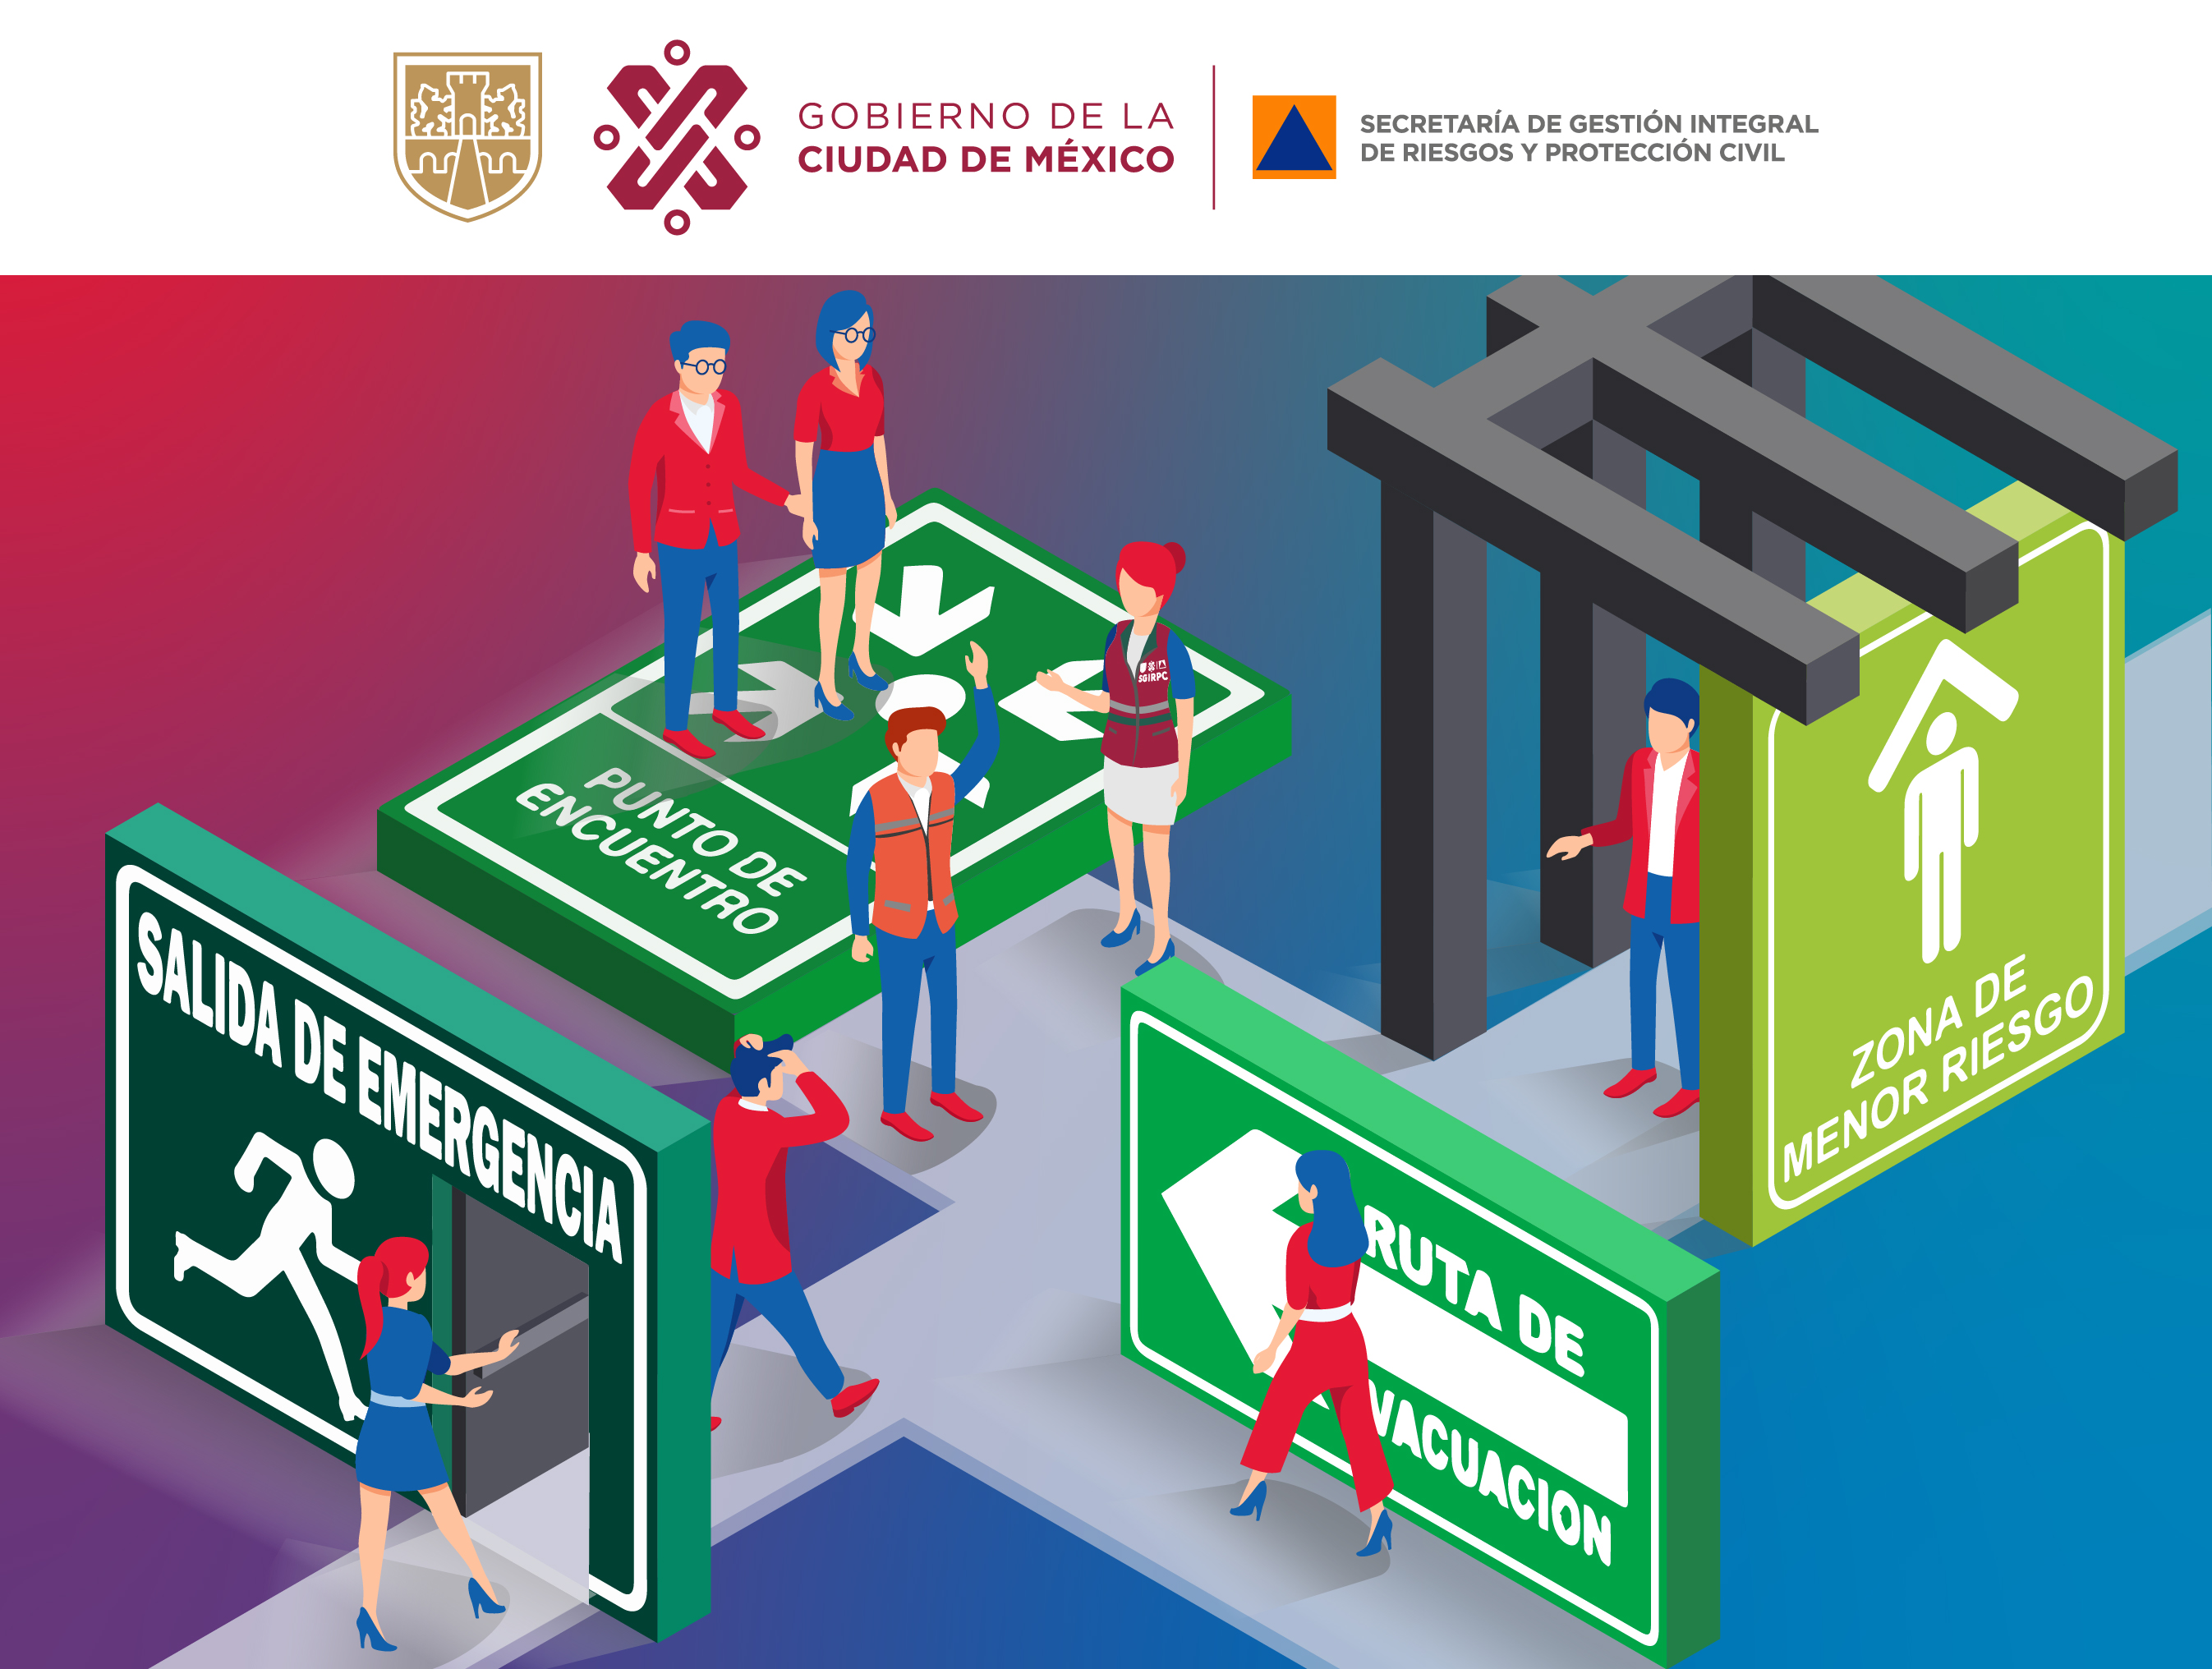 GOBIERNO DE LA
CIUDAD DE MÉXICO
SECRETARÍA DE GESTIÓN INTEGRAL
DE RIESGOS Y PROTECCIÓN CIVIL
SGIRPC
PUNTO DE
ENCUENTRO
SALIDA DE EMERGENCIA
ZONA DE
MENOR RIESGO
RUTA DE
VACUACION